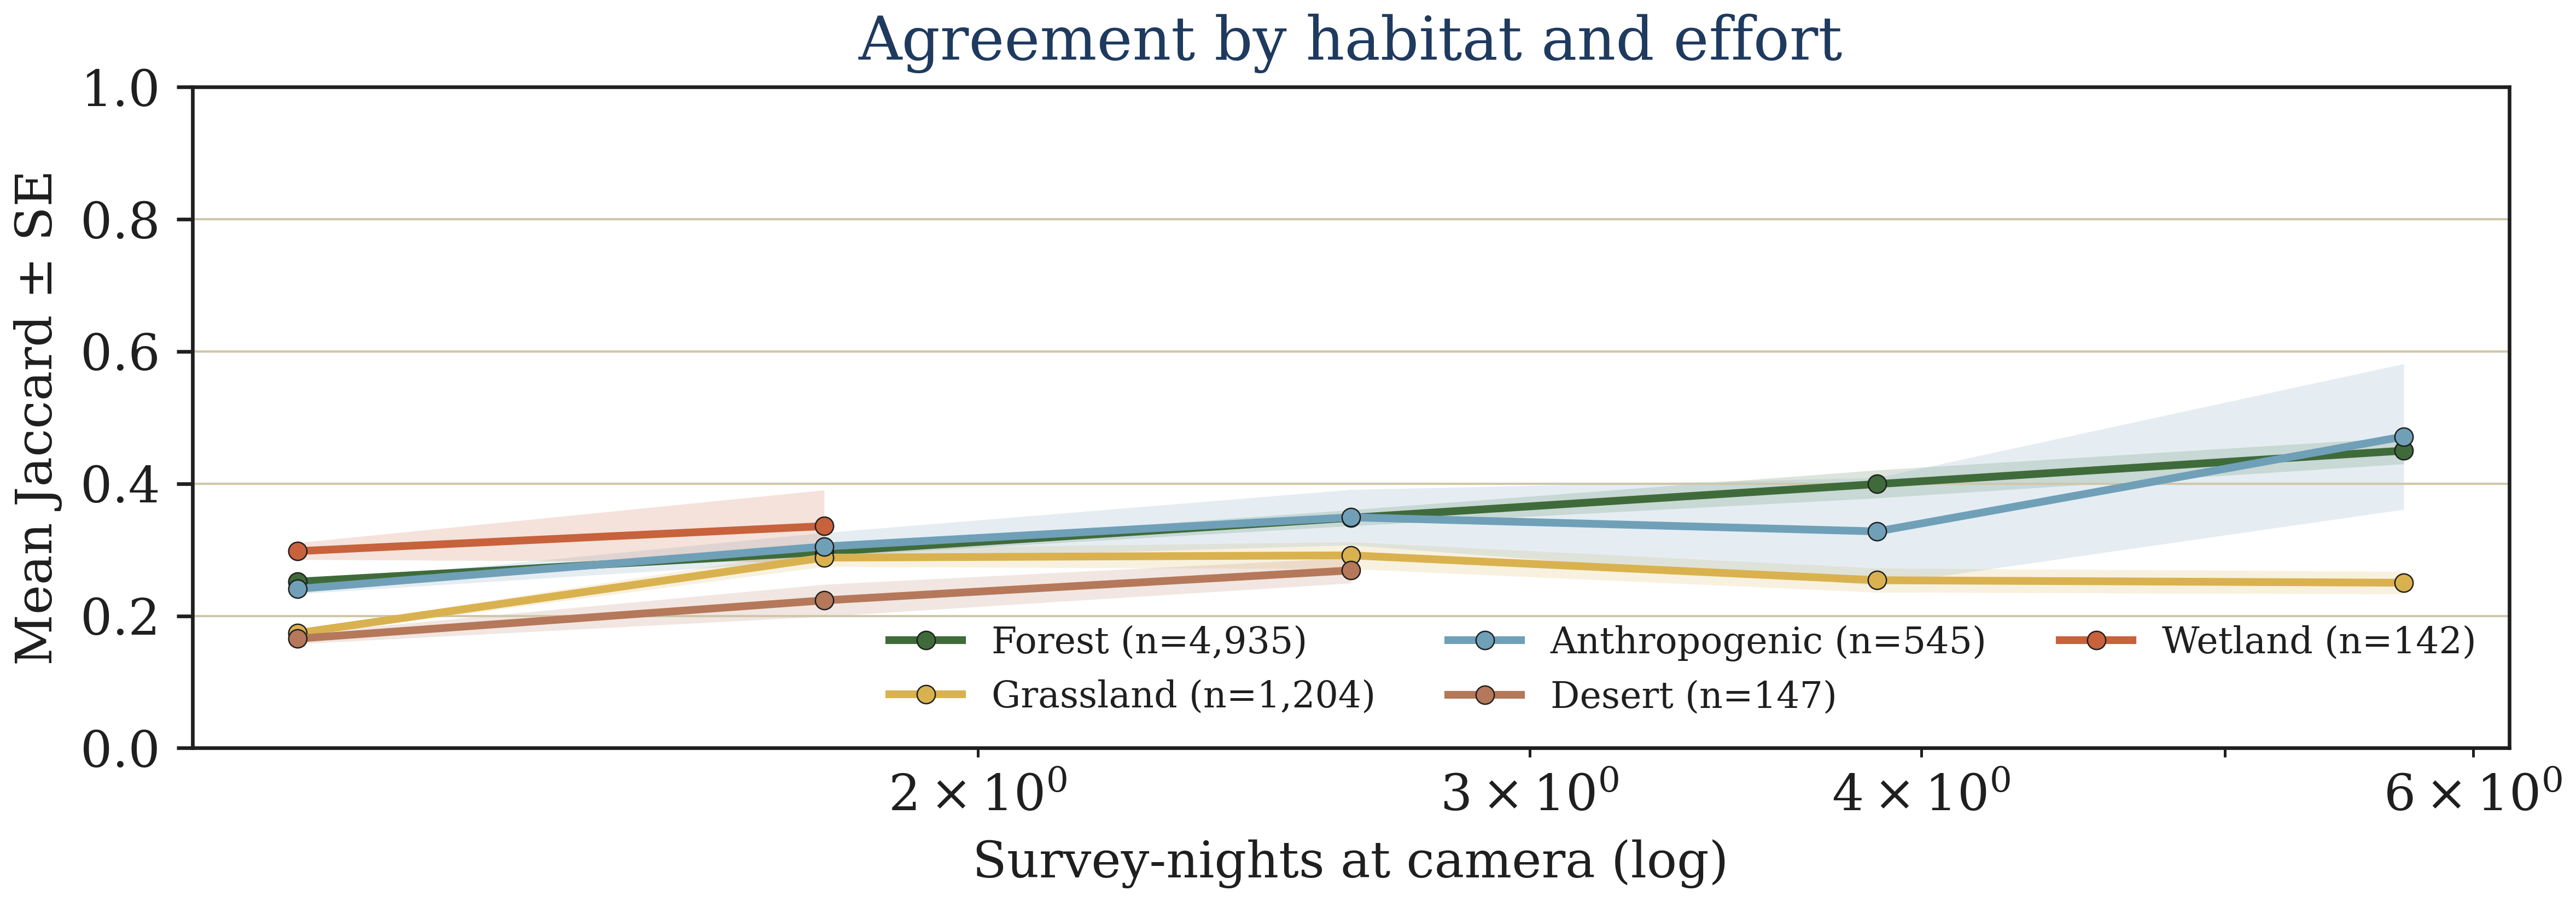 Agreement by habitat and effort
Mean Jaccard ± SE
1.0
0.8
0.6
0.4
0.2
0.0
Forest (n=4,935)
Grassland (n=1,204)
Anthropogenic (n=545)
Desert (n=147)
Wetland (n=142)
2 × 10⁰ 3 × 10⁰ 4 × 10⁰ 6 × 10⁰
Survey-nights at camera (log)